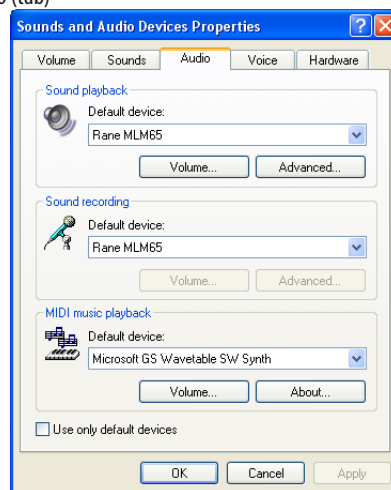 Sounds and Audio Devices Properties
Volume Sounds Audio Voice Hardware
Sound playback
Default device:
Rane MLM65
Volume... Advanced...
Sound recording
Default device:
Rane MLM65
Volume... Advanced...
MIDI music playback
Default device:
Microsoft GS Wavetable SW Synth
Volume... About...
Use only default devices
OK Cancel Apply